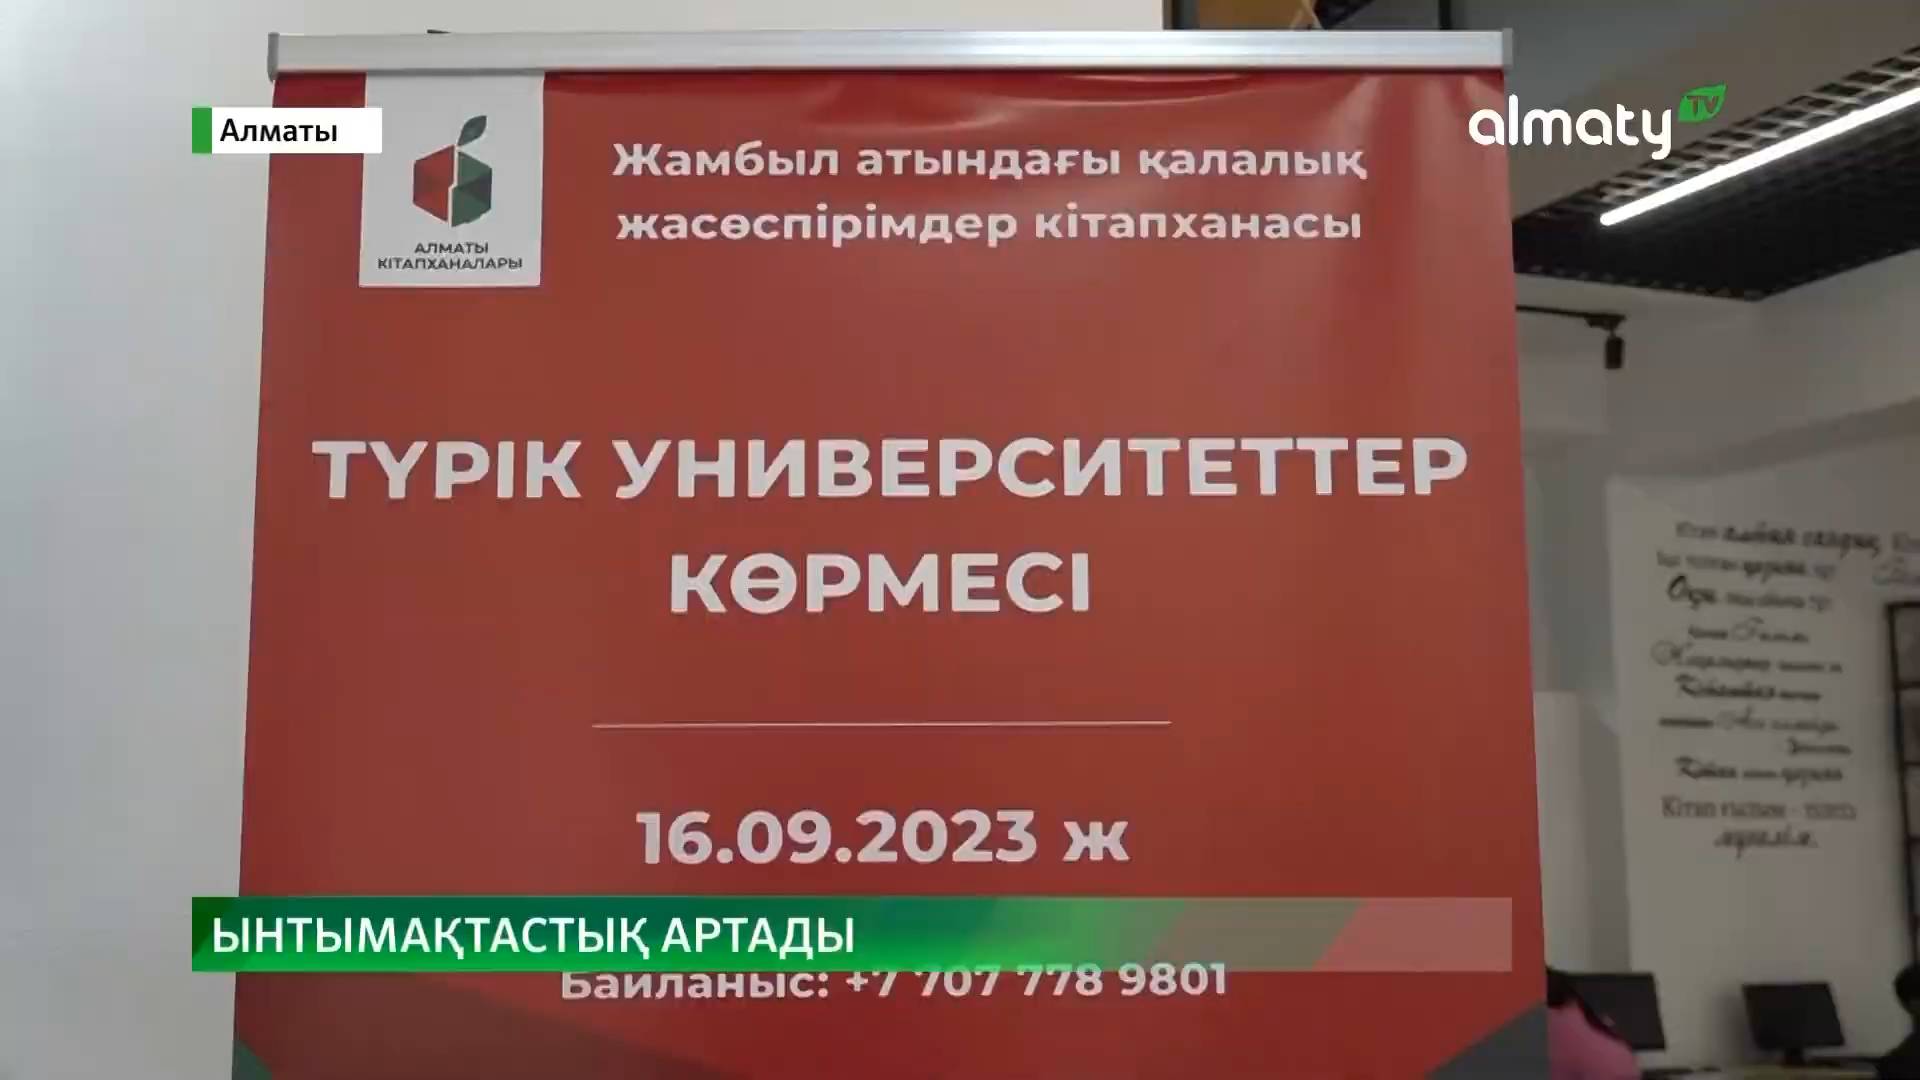 Алматы
almaty TV
АЛМАТЫ
КІТАПХАНАЛАРЫ
Жамбыл атындағы қалалық
жасөспірімдер кітапханасы
ТҮРІК УНИВЕРСИТЕТТЕР
КӨРМЕСІ
16.09.2023 ж
ЫНТЫМАҚТАСТЫҚ АРТАДЫ
Байланыс: +7 707 778 9801